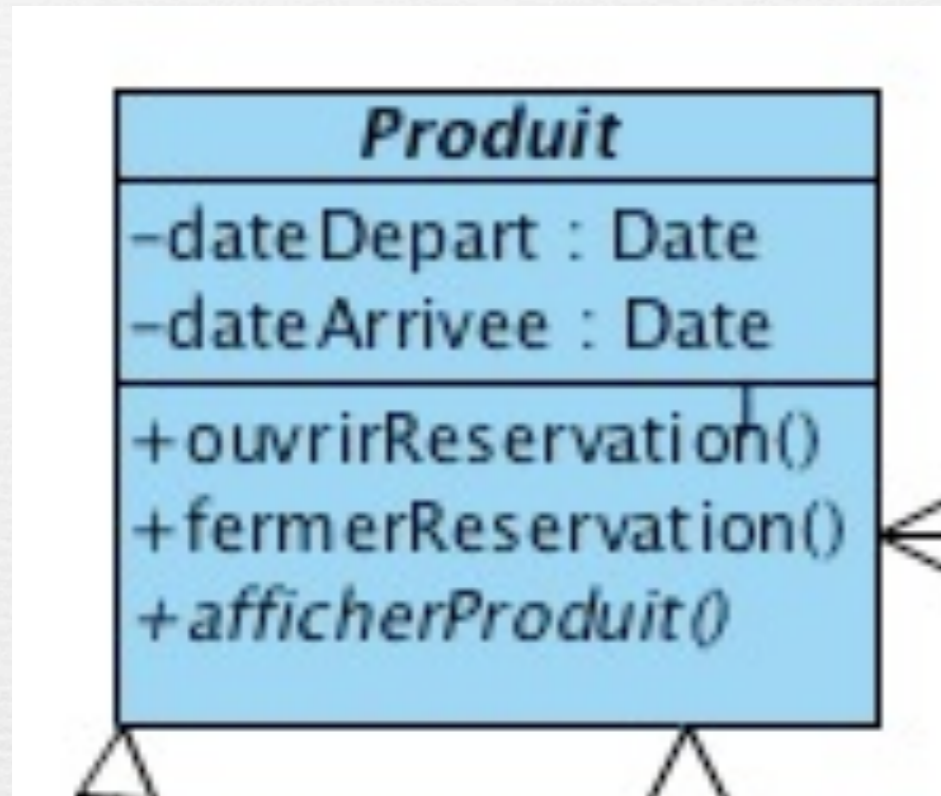 Produit
-dateDepart : Date
-dateArrivee : Date
+ouvrirReservation()
+fermerReservation()
+afficherProduit()